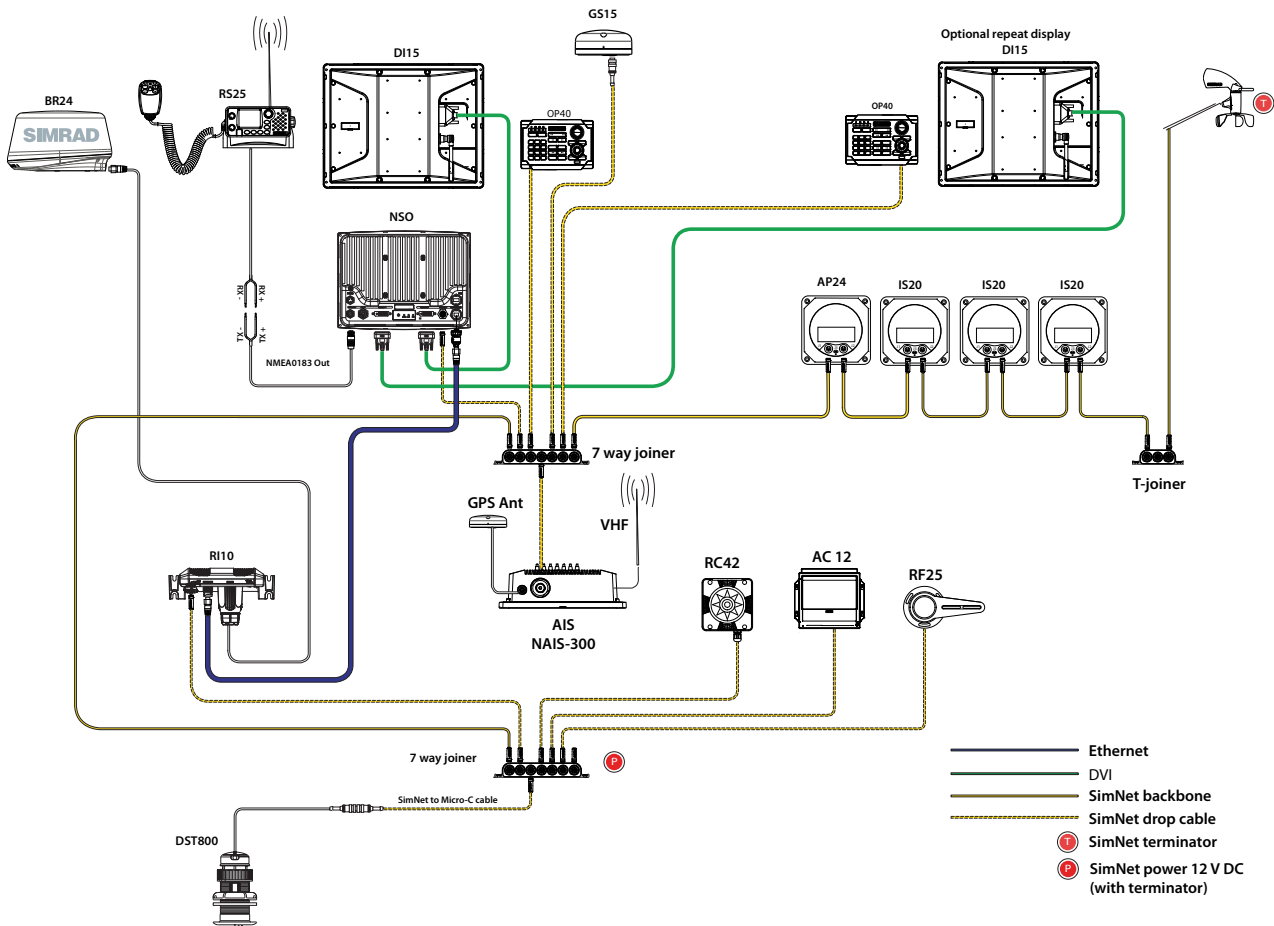 GS15
Optional repeat display
DI15
DI15
RS25
BR24
SIMRAD
OP40
OP40
T
NSO
AP24
IS20
IS20
IS20
RX -
RX +
TX -
TX +
NMEA0183 Out
7 way joiner
T-joiner
GPS Ant
VHF
RI10
RC42
AC 12
RF25
AIS
NAIS-300
7 way joiner
P
SimNet to Micro-C cable
DST800
Ethernet
DVI
SimNet backbone
SimNet drop cable
T SimNet terminator
P SimNet power 12 V DC
(with terminator)